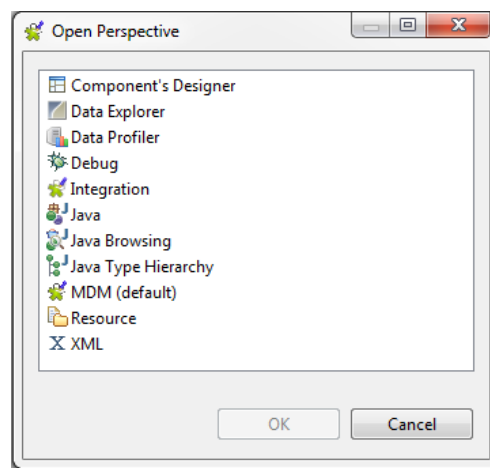 Open Perspective
Component's Designer
Data Explorer
Data Profiler
Debug
Integration
Java
Java Browsing
Java Type Hierarchy
MDM (default)
Resource
XML
OK
Cancel